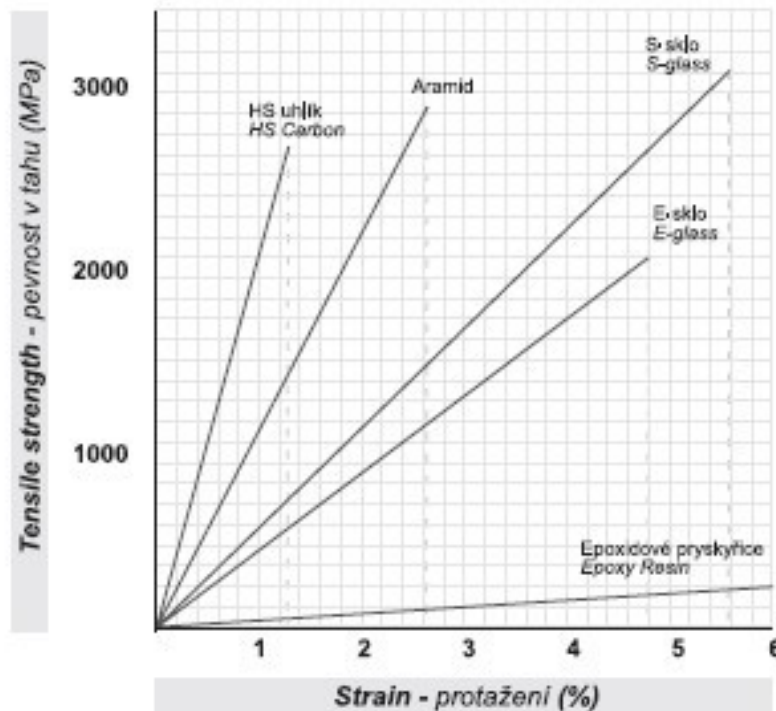 Tensile strength - pevnost v tahu (MPa)
3000
2000
1000
HS uhlík
HS Carbon
Aramid
S-sklo
S-glass
E-sklo
E-glass
Epoxidové pryskyřice
Epoxy Resin
1 2 3 4 5 6
Strain - protažení (%)